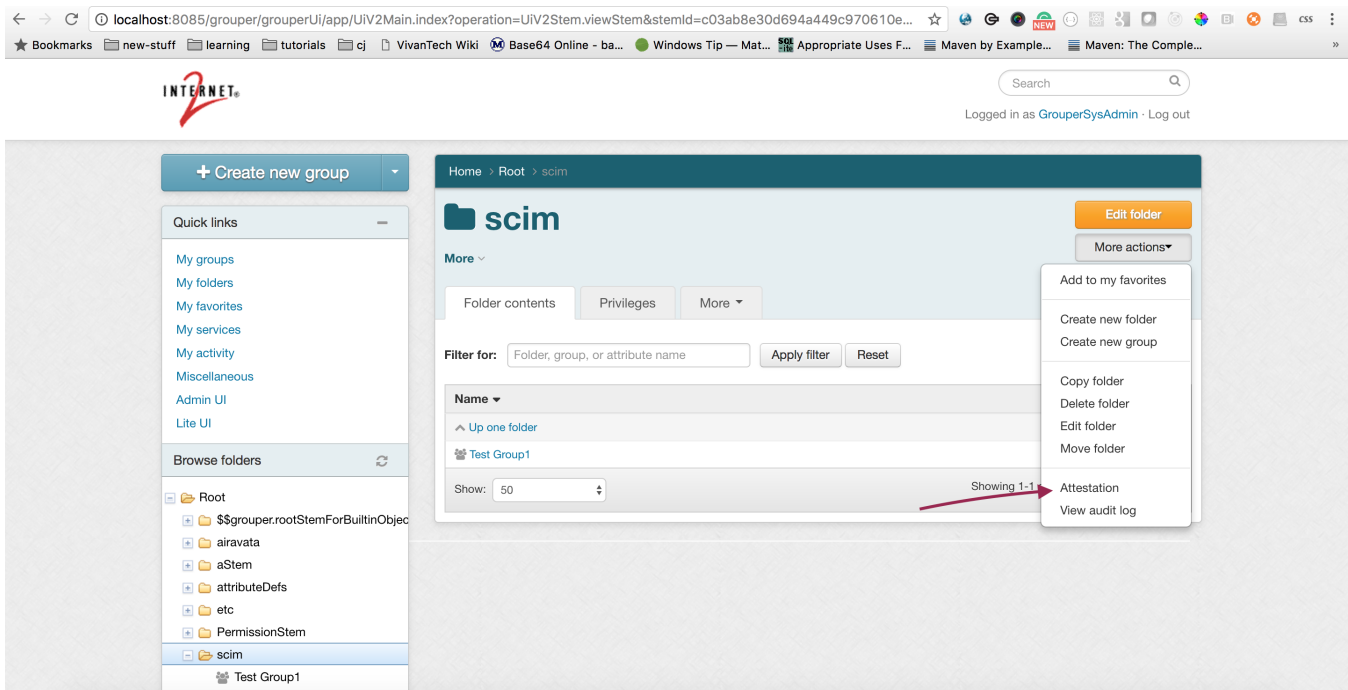 localhost:8085/grouper/grouperUi/app/UiV2Main.index?operation=UiV2Stem.viewStem&stemId=c03ab8e30d694a449c970610e...
NEW
css
Bookmarks new-stuff learning tutorials cj VivanTech Wiki Base64 Online - ba... Windows Tip — Mat... SQL ite Appropriate Uses F... Maven by Example... Maven: The Comple... »
INTERNET 2 ®
Search
Logged in as GrouperSysAdmin · Log out
+ Create new group
Home > Root > scim
Quick links
scim
Edit folder
More actions
More
My groups
My folders
My favorites
My services
My activity
Miscellaneous
Admin UI
Lite UI
Add to my favorites
Create new folder
Create new group
Copy folder
Delete folder
Edit folder
Move folder
Attestation
View audit log
Folder contents Privileges More
Filter for: Folder, group, or attribute name Apply filter Reset
Name
Up one folder
Test Group1
Show: 50 Showing 1-1
Browse folders
Root
$$grouper.rootStemForBuiltinObjec
airavata
aStem
attributeDefs
etc
PermissionStem
scim
Test Group1